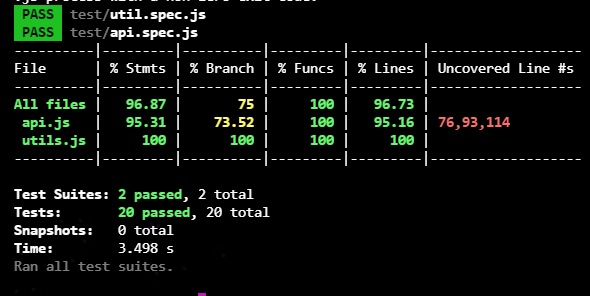 PASS test/util.spec.js
PASS test/api.spec.js
----------|---------|----------|---------|---------|-------------------
File      | % Stmts | % Branch | % Funcs | % Lines | Uncovered Line #s
----------|---------|----------|---------|---------|-------------------
All files |   96.87 |       75 |     100 |   96.73 |
 api.js   |   95.31 |    73.52 |     100 |   95.16 | 76,93,114
 utils.js |     100 |      100 |     100 |     100 |
----------|---------|----------|---------|---------|-------------------
Test Suites: 2 passed, 2 total
Tests:       20 passed, 20 total
Snapshots:   0 total
Time:        3.498 s
Ran all test suites.